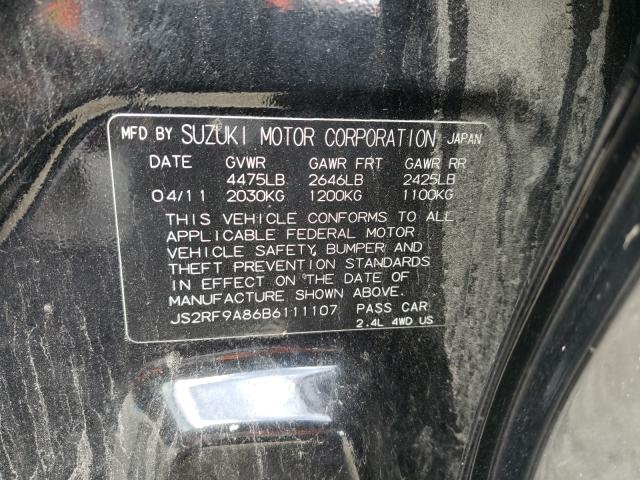 MFD BY SUZUKI MOTOR CORPORATION JAPAN
DATE GVWR GAWR FRT GAWR RR
4475LB 2646LB 2425LB
04/11 2030KG 1200KG 1100KG
THIS VEHICLE CONFORMS TO ALL
APPLICABLE FEDERAL MOTOR
VEHICLE SAFETY, BUMPER AND
THEFT PREVENTION STANDARDS
IN EFFECT ON THE DATE OF
MANUFACTURE SHOWN ABOVE.
JS2RF9A86B6111107 PASS CAR
2.4L 4WD US